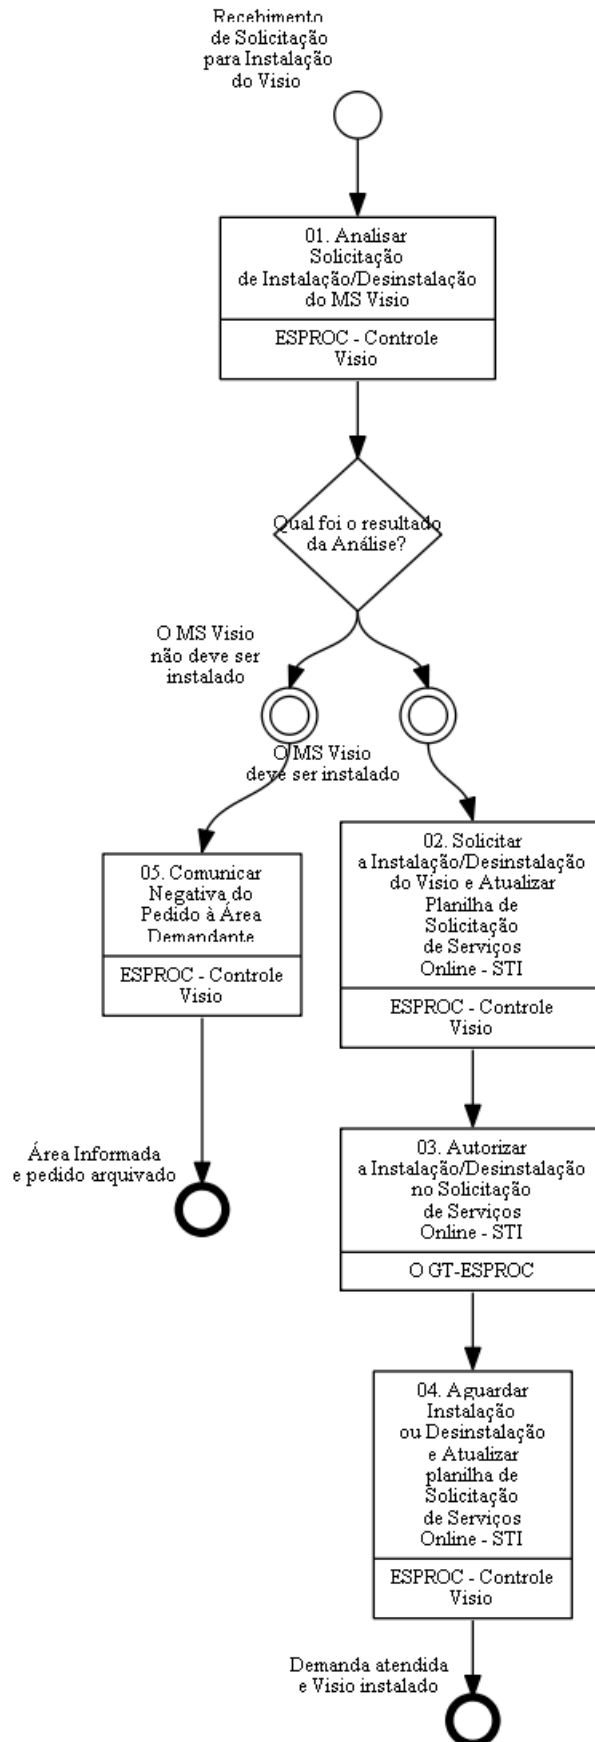 Recebimento
de Solicitação
para Instalação
do Visio
01. Analisar
Solicitação
de Instalação/Desinstalação
do MS Visio
ESPROC - Controle
Visio
Qual foi o resultado
da Análise?
O MS Visio
não deve ser
instalado
O MS Visio
deve ser instalado
05. Comunicar
Negativa do
Pedido à Área
Demandante
ESPROC - Controle
Visio
02. Solicitar
a Instalação/Desinstalação
do Visio e Atualizar
Planilha de
Solicitação
de Serviços
Online - STI
ESPROC - Controle
Visio
Área Informada
e pedido arquivado
03. Autorizar
a Instalação/Desinstalação
no Solicitação
de Serviços
Online - STI
O GT-ESPROC
04. Aguardar
Instalação
ou Desinstalação
e Atualizar
planilha de
Solicitação
de Serviços
Online - STI
ESPROC - Controle
Visio
Demanda atendida
e Visio instalado